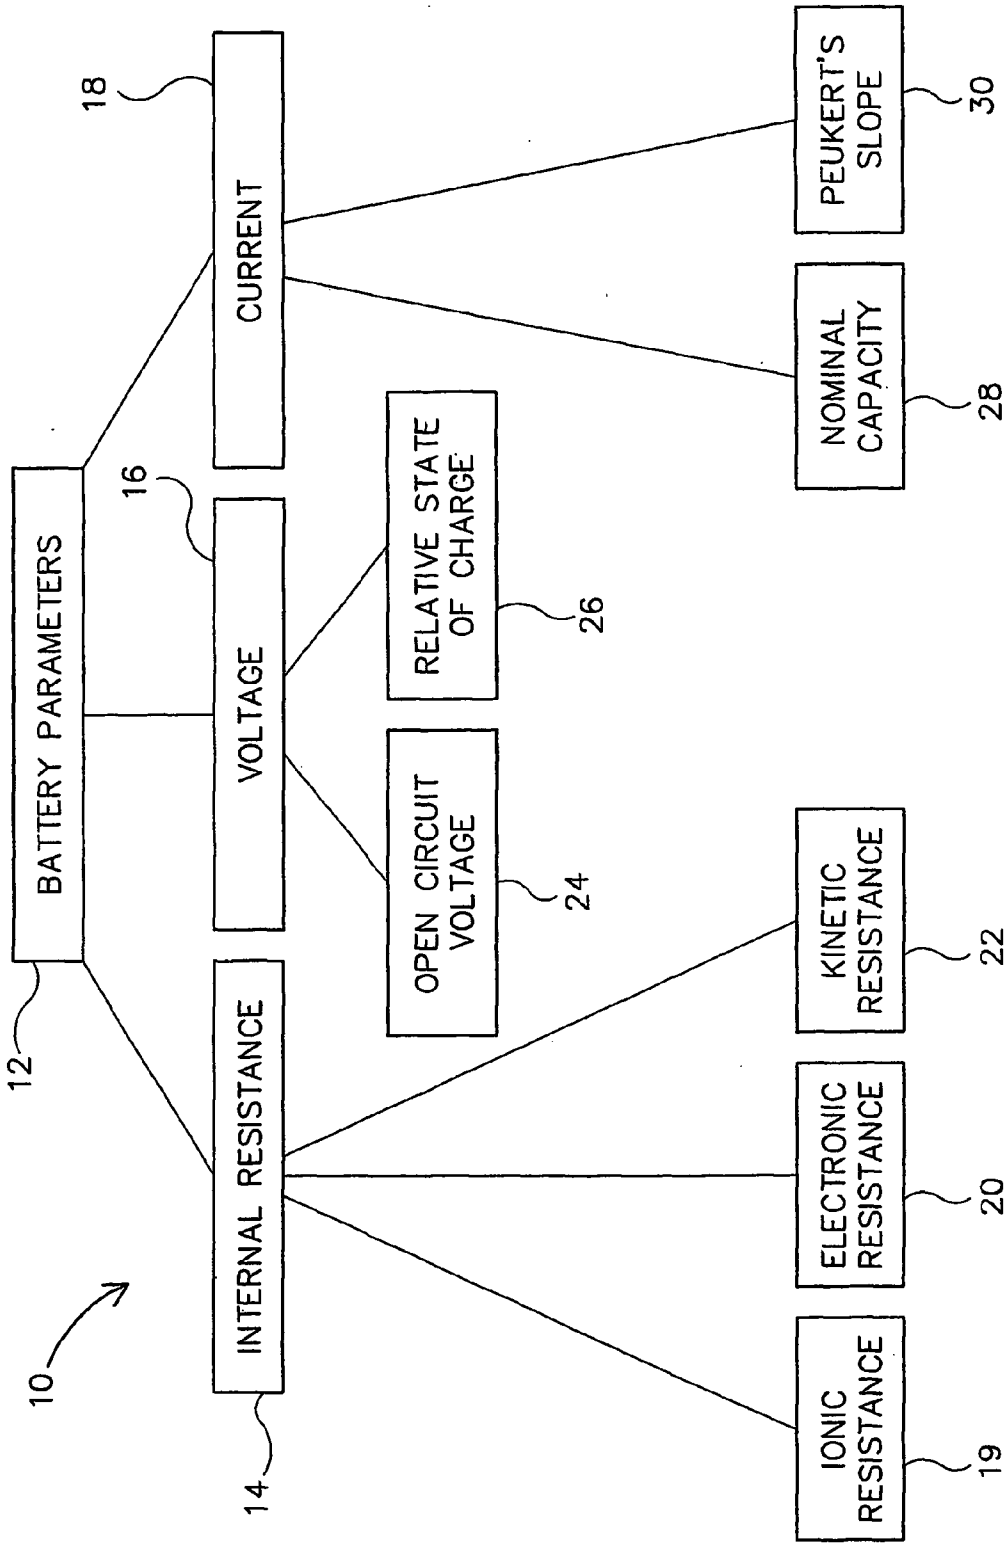 10
12
BATTERY PARAMETERS
14
INTERNAL RESISTANCE
16
VOLTAGE
18
CURRENT
OPEN CIRCUIT
VOLTAGE
24
RELATIVE STATE
OF CHARGE
26
IONIC
RESISTANCE
19
ELECTRONIC
RESISTANCE
20
KINETIC
RESISTANCE
22
NOMINAL
CAPACITY
28
PEUKERT'S
SLOPE
30